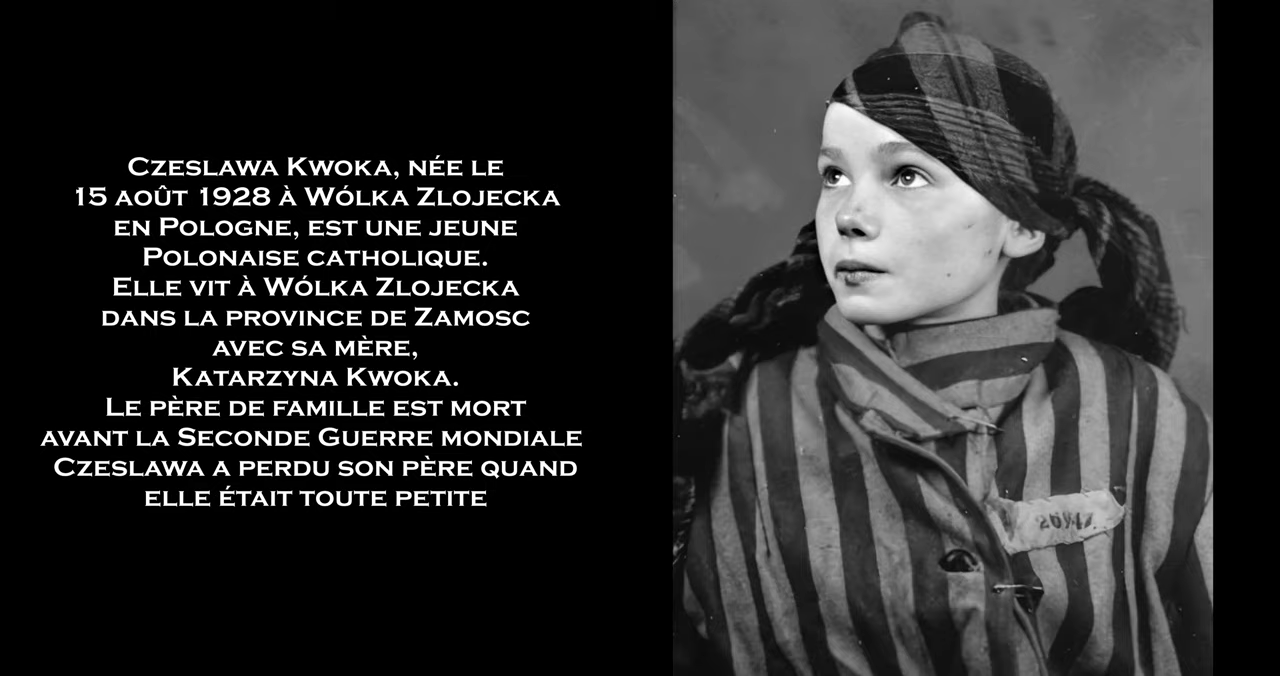 Czeslawa Kwoka, née le
15 août 1928 à Wólka Zlojecka
en Pologne, est une jeune
Polonaise catholique.
Elle vit à Wólka Zlojecka
dans la province de Zamosc
avec sa mère,
Katarzyna Kwoka.
Le père de famille est mort
avant la Seconde Guerre mondiale
Czeslawa a perdu son père quand
elle était toute petite